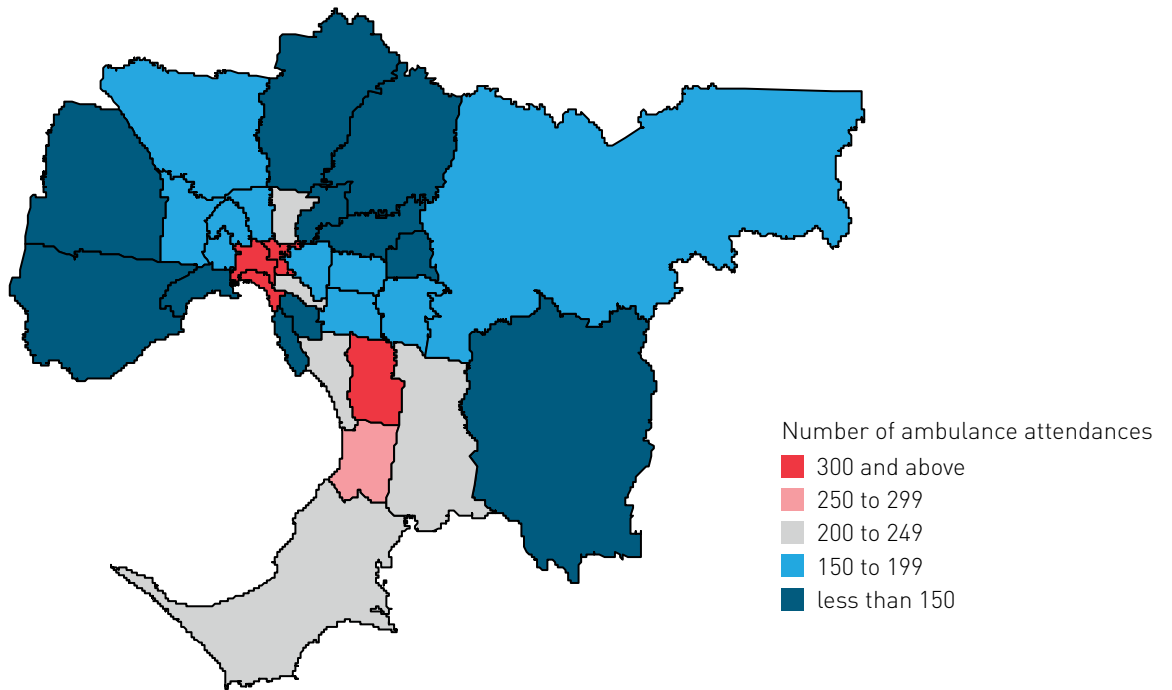 Number of ambulance attendances
300 and above
250 to 299
200 to 249
150 to 199
less than 150